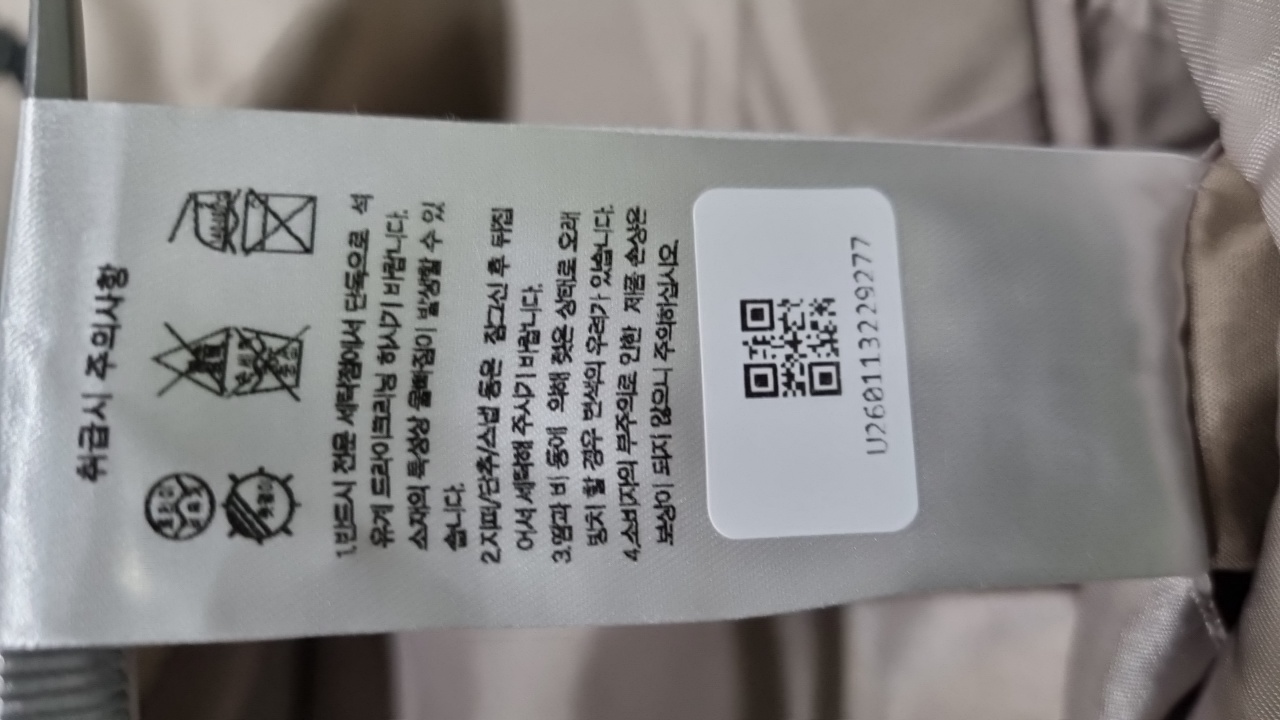 취급시 주의사항
1.반드시 전문 세탁점에서 단독으로 석
유계 드라이크리닝 하시기 바랍니다.
소재의 특성상 물빠짐이 발생할 수 있
습니다.
2.지퍼/단추/스냅 등은 잠그신 후 뒤집
어서 세탁해 주시기 바랍니다.
3.땀과 비 등에 의해 젖은 상태로 오래
방치 할 경우 변색의 우려가 있습니다.
4.소비자의 부주의로 인한 제품 손상은
보상이 되지 않으니 주의하십시오.
U260113229277